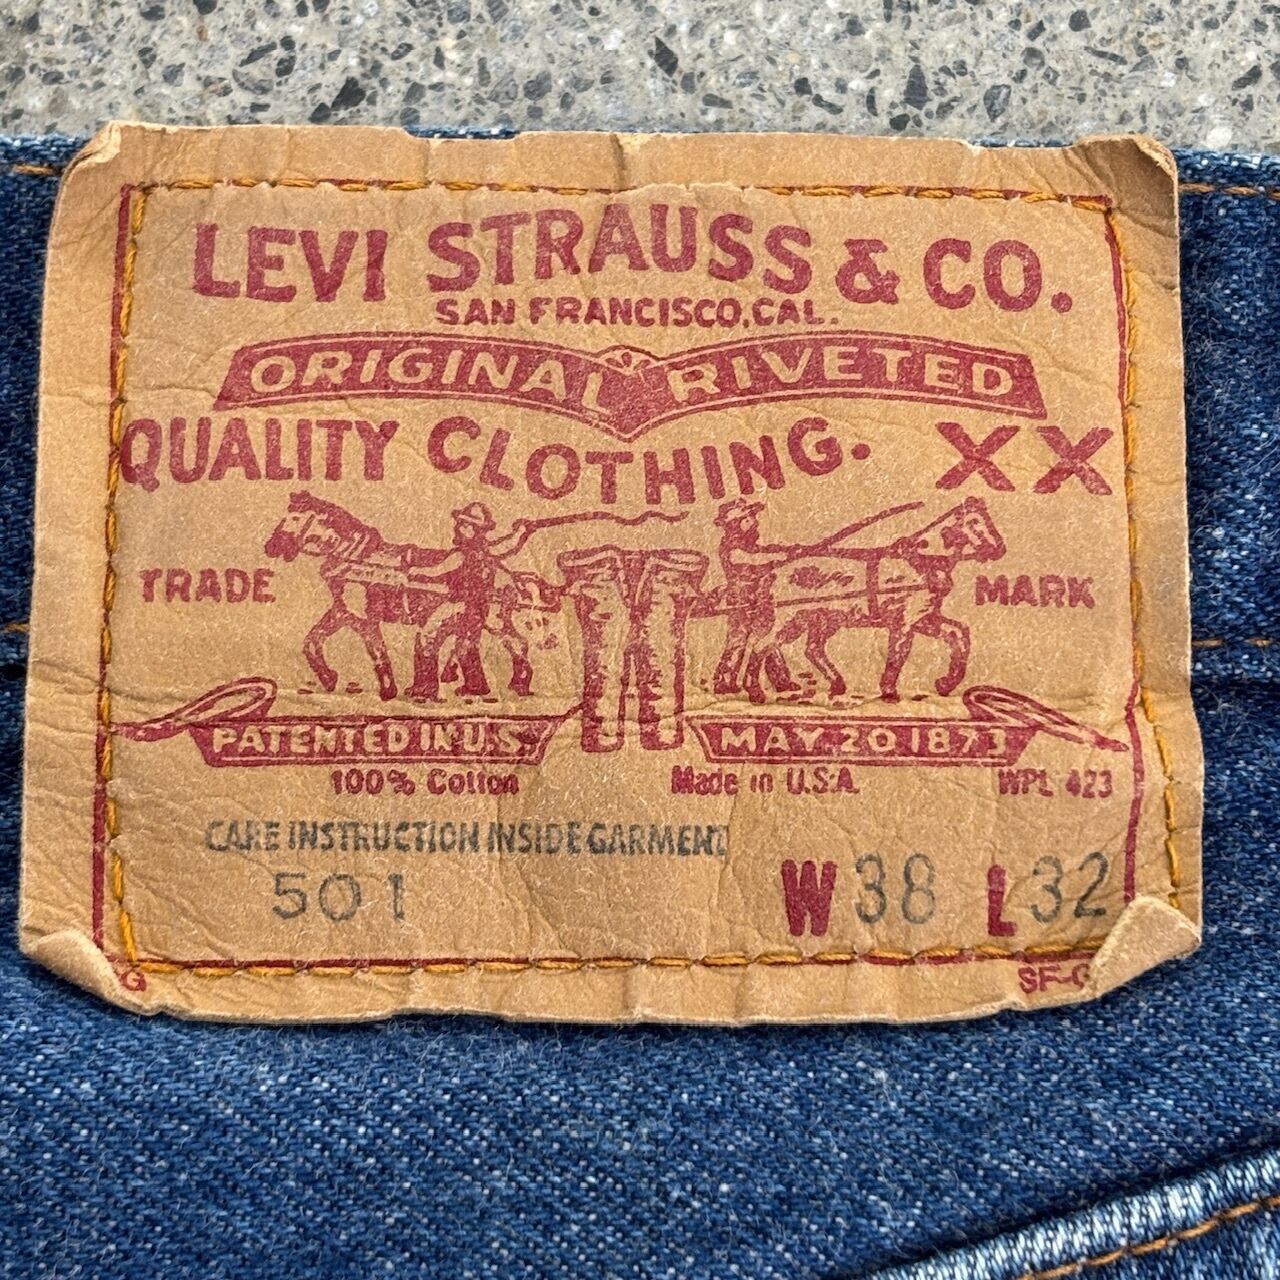 LEVI STRAUSS & CO.
SAN FRANCISCO, CAL.
ORIGINAL RIVETED
QUALITY CLOTHING. XX
TRADE MARK
PATENTED IN U.S. MAY 20 1873
100% Cotton Made in U.S.A. WPL 423
CARE INSTRUCTION INSIDE GARMENT
501 W 38 L 32